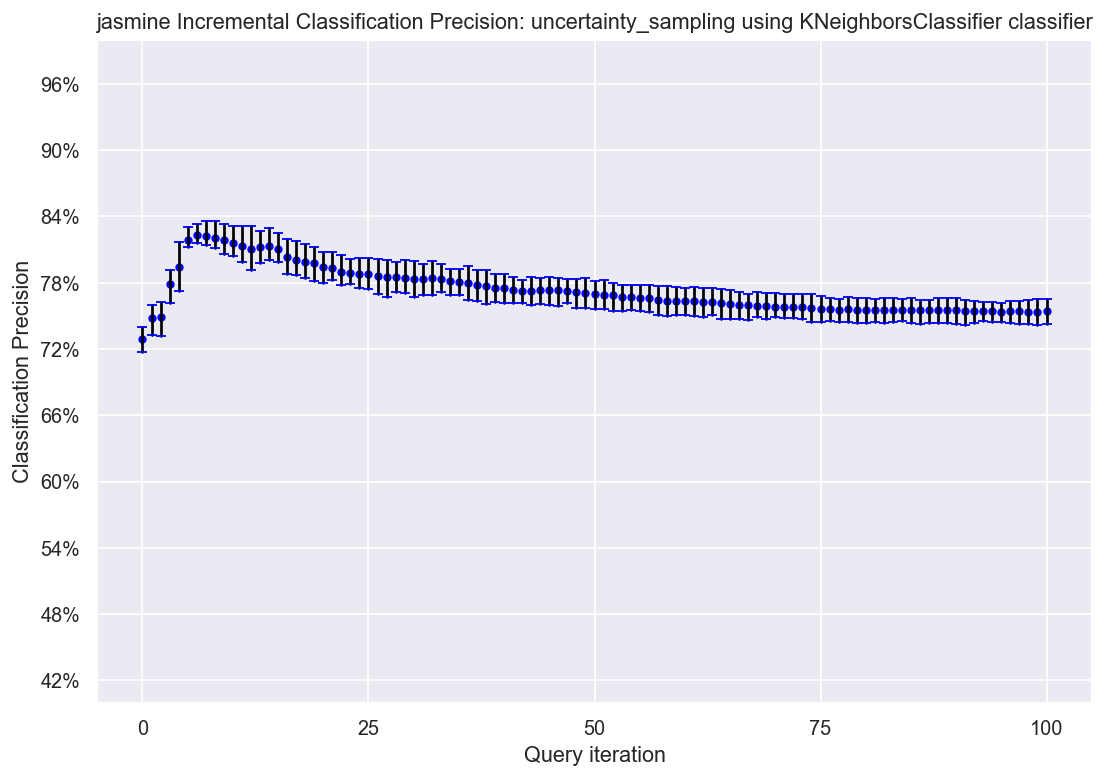 jasmine Incremental Classification Precision: uncertainty_sampling using KNeighborsClassifier classifier
96%
90%
84%
78%
72%
66%
60%
54%
48%
42%
Classification Precision
0 25 50 75 100
Query iteration